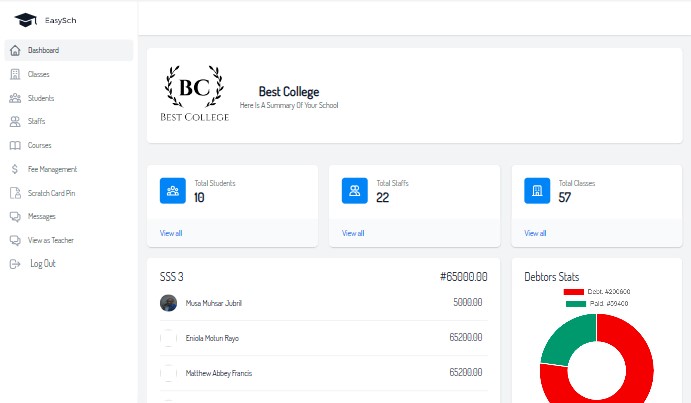 EasySch
Dashboard
Classes
Students
Staffs
Courses
Fee Management
Scratch Card Pin
Messages
View as Teacher
Log Out
BC
BEST COLLEGE
Best College
Here Is A Summary Of Your School
Total Students
10
View all
Total Staffs
22
View all
Total Classes
57
View all
SSS 3 #65000.00
Musa Muhsar Jubril 5000.00
Eniola Motun Rayo 65200.00
Matthew Abbey Francis 65200.00
Debtors Stats
Debt: #200600
Paid: #59400